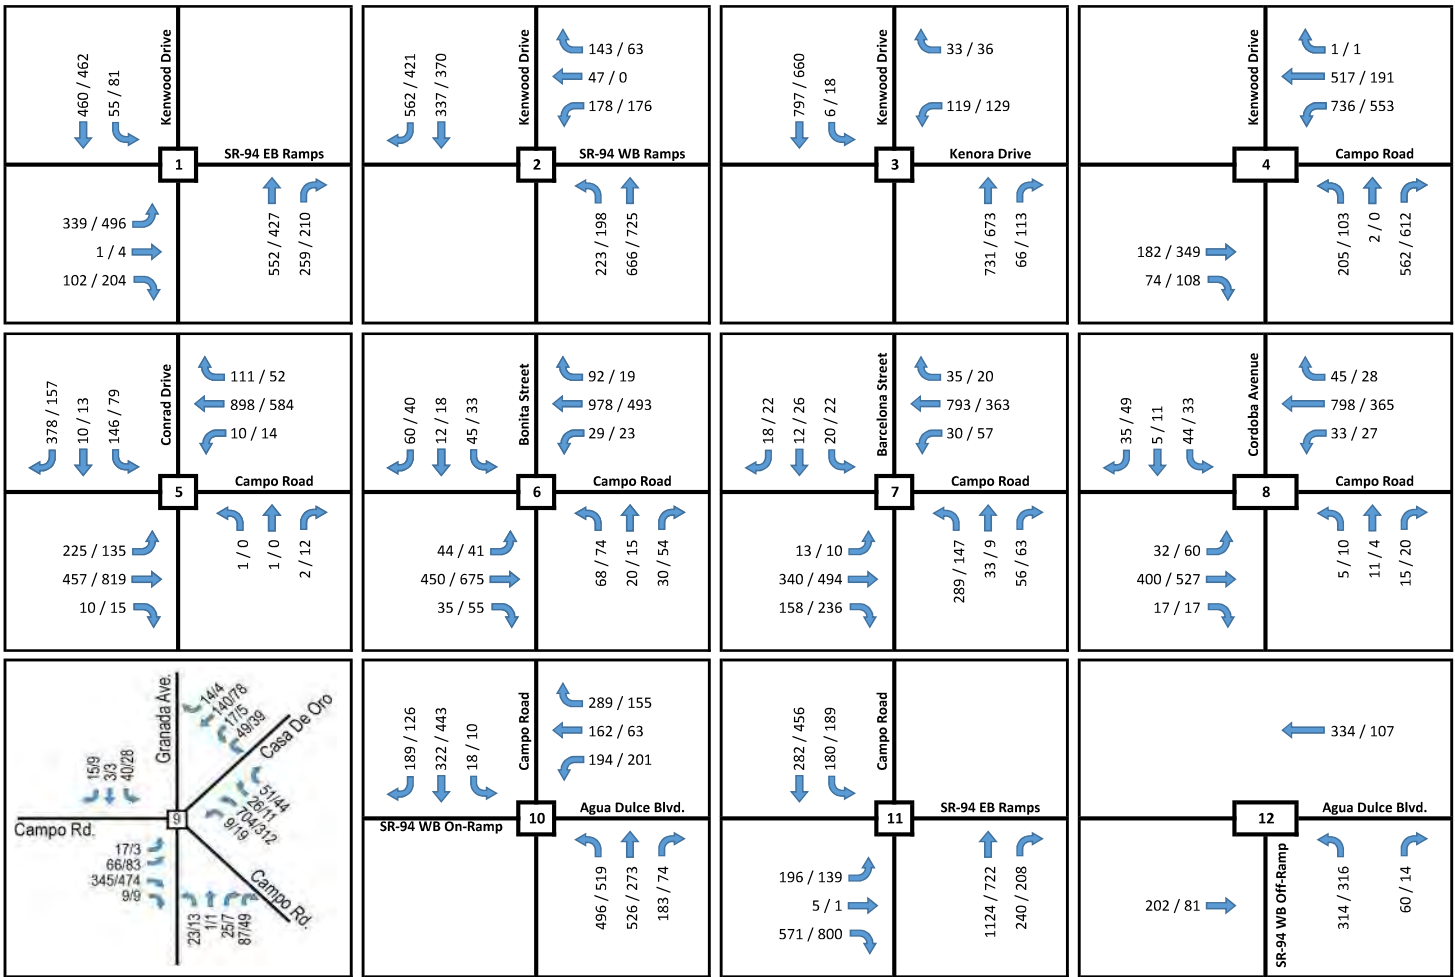 460 / 462
55 / 81
Kenwood Drive
SR-94 EB Ramps
1
339 / 496
1 / 4
102 / 204
552 / 427
259 / 210
562 / 421
337 / 370
Kenwood Drive
143 / 63
47 / 0
178 / 176
SR-94 WB Ramps
2
223 / 198
666 / 725
797 / 660
6 / 18
Kenwood Drive
33 / 36
119 / 129
Kenora Drive
3
731 / 673
66 / 113
Kenwood Drive
1 / 1
517 / 191
736 / 553
Campo Road
4
182 / 349
74 / 108
205 / 103
2 / 0
562 / 612
378 / 157
10 / 13
146 / 79
Conrad Drive
111 / 52
898 / 584
10 / 14
Campo Road
5
225 / 135
457 / 819
10 / 15
1 / 0
1 / 0
2 / 12
60 / 40
12 / 18
45 / 33
Bonita Street
92 / 19
978 / 493
29 / 23
Campo Road
6
44 / 41
450 / 675
35 / 55
68 / 74
20 / 15
30 / 54
18 / 22
12 / 26
20 / 22
Barcelona Street
35 / 20
793 / 363
30 / 57
Campo Road
7
13 / 10
340 / 494
158 / 236
289 / 147
33 / 9
56 / 63
35 / 49
5 / 11
44 / 33
Cordoba Avenue
45 / 28
798 / 365
33 / 27
Campo Road
8
32 / 60
400 / 527
17 / 17
5 / 10
11 / 4
15 / 20
Granada Ave.
14/4
140/78
17/5
49/39
Casa De Oro
15/9
3/3
40/28
51/44
26/11
704/312
9/19
Campo Rd.
9
17/3
66/83
345/474
9/9
23/13
1/1
25/7
87/49
Campo Rd.
189 / 126
322 / 443
18 / 10
Campo Road
289 / 155
162 / 63
194 / 201
Agua Dulce Blvd.
SR-94 WB On-Ramp
10
496 / 519
526 / 273
183 / 74
282 / 456
180 / 189
Campo Road
SR-94 EB Ramps
11
196 / 139
5 / 1
571 / 800
1124 / 722
240 / 208
334 / 107
Agua Dulce Blvd.
12
202 / 81
SR-94 WB Off-Ramp
314 / 316
60 / 14